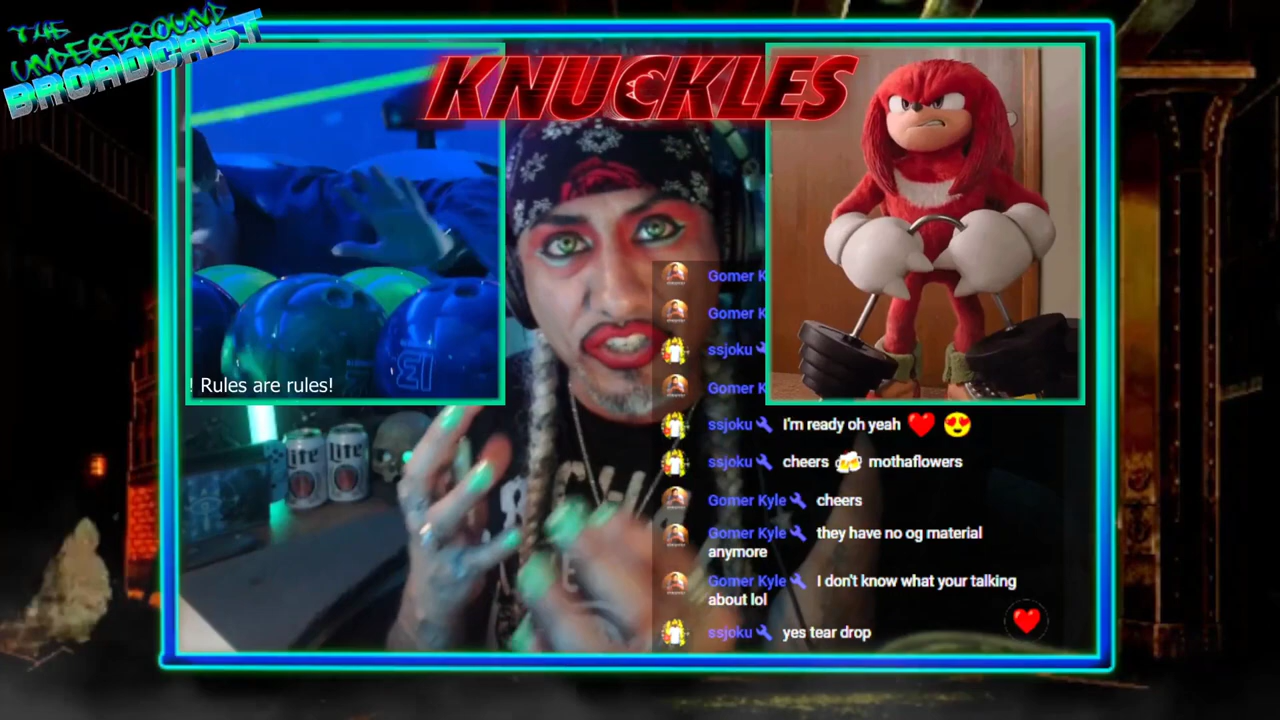 THE
UNDERGROUND
BROADCAST
KNUCKLES
! Rules are rules!
13
Lite
Lite
Gomer K
Gomer K
ssjoku
Gomer K
ssjoku I'm ready oh yeah
ssjoku cheers mothaflowers
Gomer Kyle cheers
Gomer Kyle they have no og material
anymore
Gomer Kyle I don't know what your talking
about lol
ssjoku yes tear drop